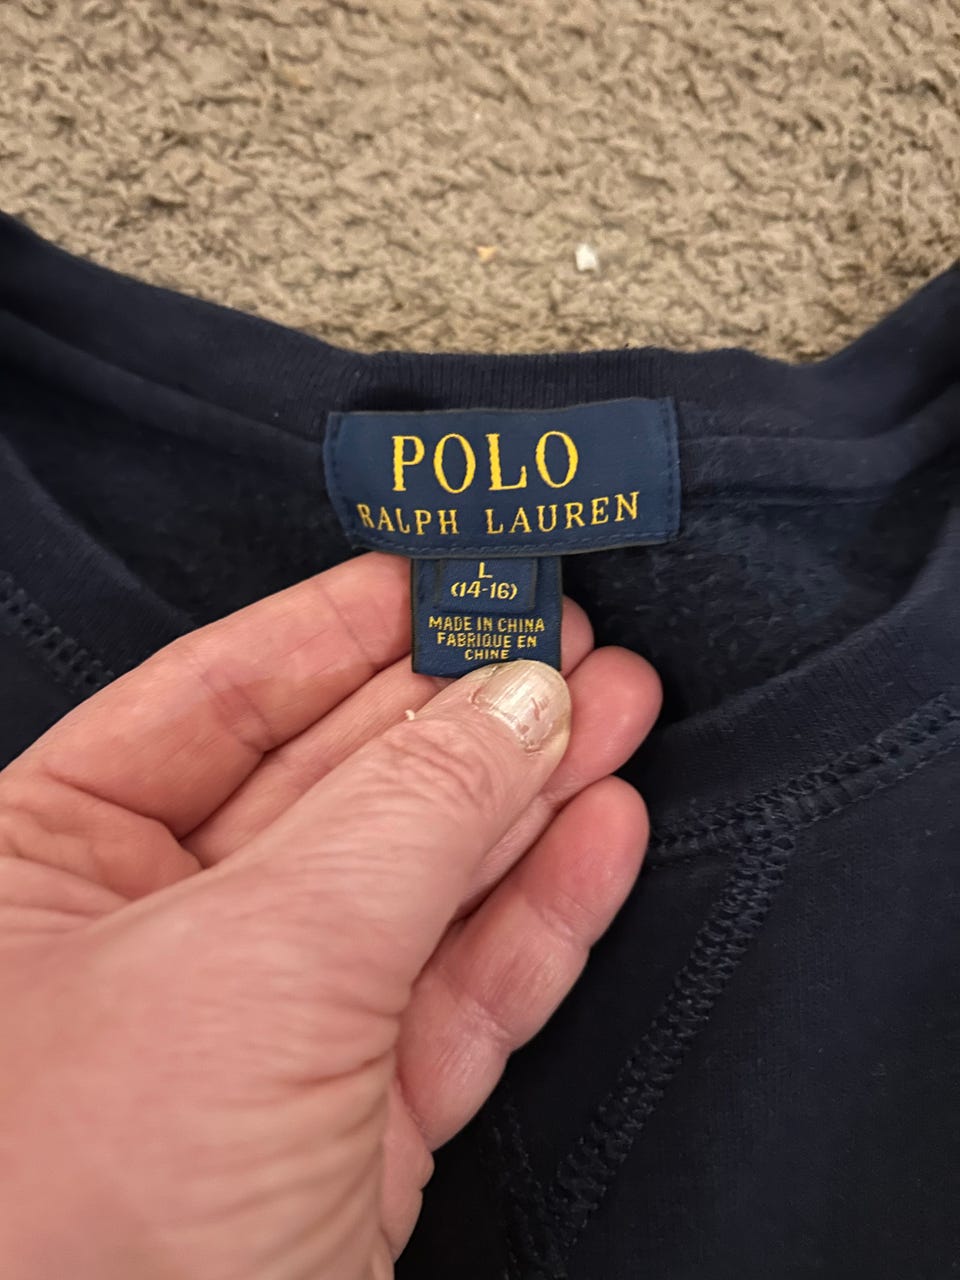 POLO
RALPH LAUREN
L
(14-16)
MADE IN CHINA
FABRIQUE EN
CHINE